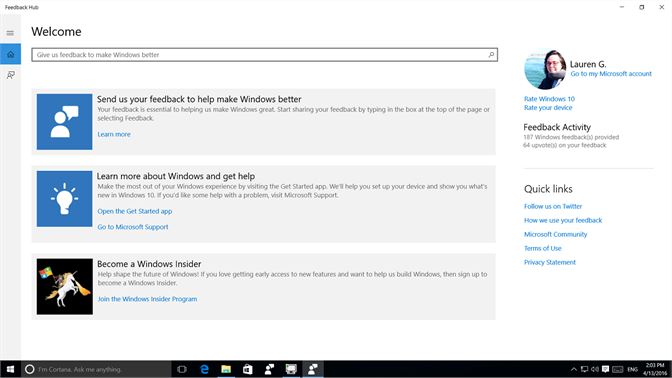 Feedback Hub
Welcome
Give us feedback to make Windows better
Send us your feedback to help make Windows better
Your feedback is essential to helping us make Windows great. Start sharing your feedback by typing in the box at the top of the page or
selecting Feedback.
Learn more
Learn more about Windows and get help
Make the most out of your Windows experience by visiting the Get Started app. We'll help you set up your device and show you what's
new in Windows 10. If you'd like some help with a problem, visit Microsoft Support.
Open the Get Started app
Go to Microsoft Support
Become a Windows Insider
Help shape the future of Windows! If you love getting early access to new features and want to help us build Windows, then sign up to
become a Windows Insider.
Join the Windows Insider Program
Lauren G.
Go to my Microsoft account
Rate Windows 10
Rate your device
Feedback Activity
187 Windows feedback(s) provided
64 upvote(s) on your feedback
Quick links
Follow us on Twitter
How we use your feedback
Microsoft Community
Terms of Use
Privacy Statement
I'm Cortana. Ask me anything.
ENG
2:03 PM
4/13/2016